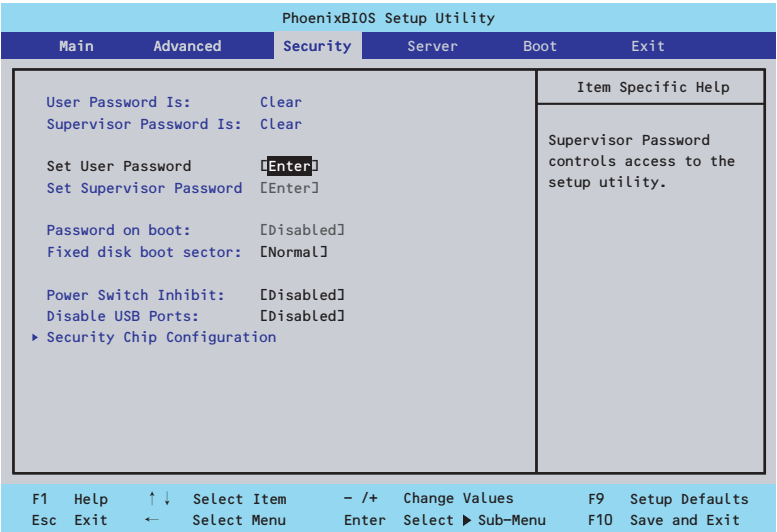 PhoenixBIOS Setup Utility
Main Advanced Security Server Boot Exit
User Password Is: Clear
Supervisor Password Is: Clear
Set User Password [Enter]
Set Supervisor Password [Enter]
Password on boot: [Disabled]
Fixed disk boot sector: [Normal]
Power Switch Inhibit: [Disabled]
Disable USB Ports: [Disabled]
▶ Security Chip Configuration
Item Specific Help
Supervisor Password
controls access to the
setup utility.
F1 Help ↑↓ Select Item - /+ Change Values F9 Setup Defaults
Esc Exit ← Select Menu Enter Select ▶ Sub-Menu F10 Save and Exit